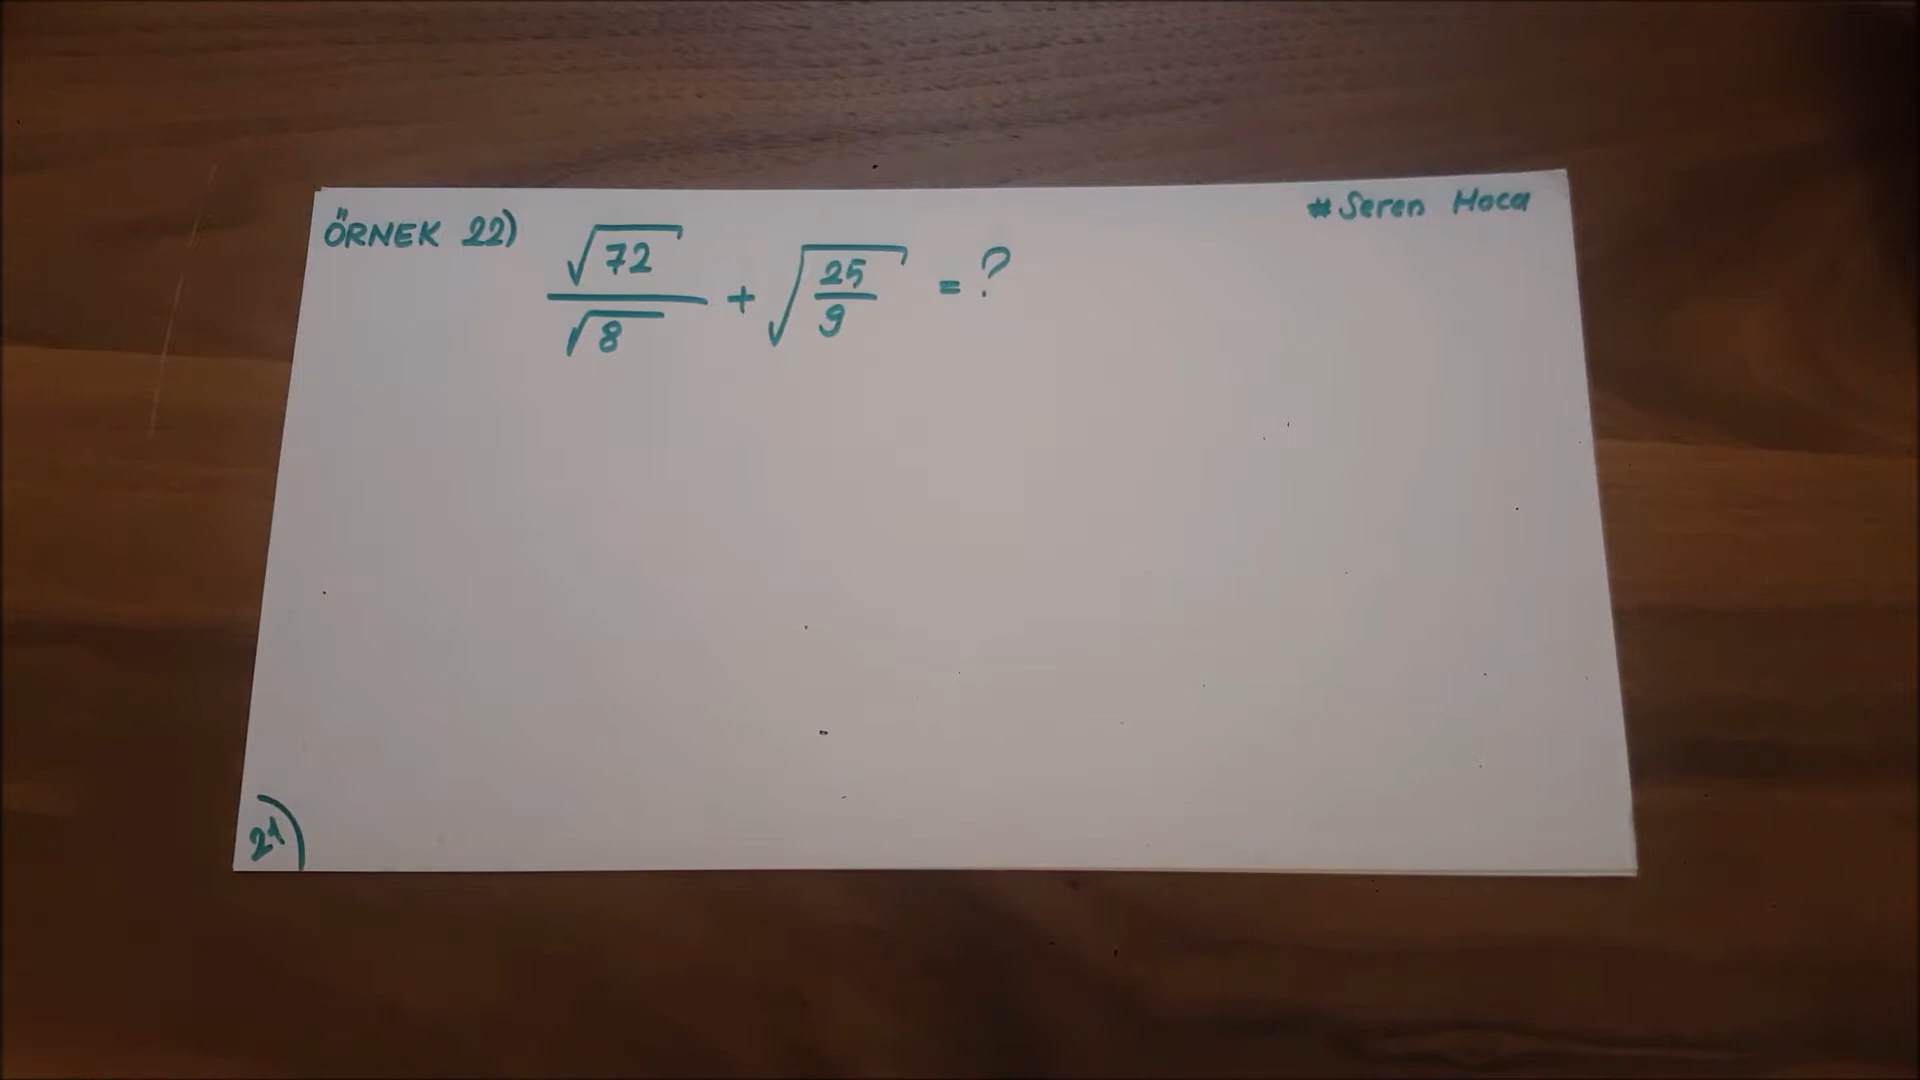 ÖRNEK 22) √72 / √8 + √(25/9) = ?
#Seren Hoca
21)